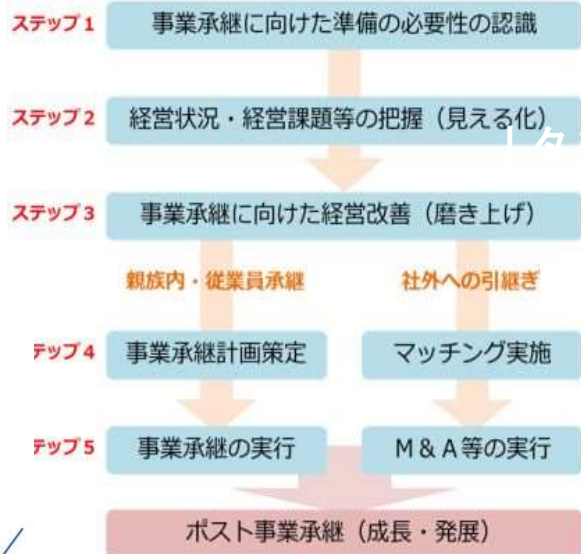 ステップ1 事業承継に向けた準備の必要性の認識
ステップ2 経営状況・経営課題等の把握（見える化）
ステップ3 事業承継に向けた経営改善（磨き上げ）
親族内・従業員承継 社外への引継ぎ
テップ4 事業承継計画策定 マッチング実施
テップ5 事業承継の実行 M&A等の実行
ポスト事業承継（成長・発展）